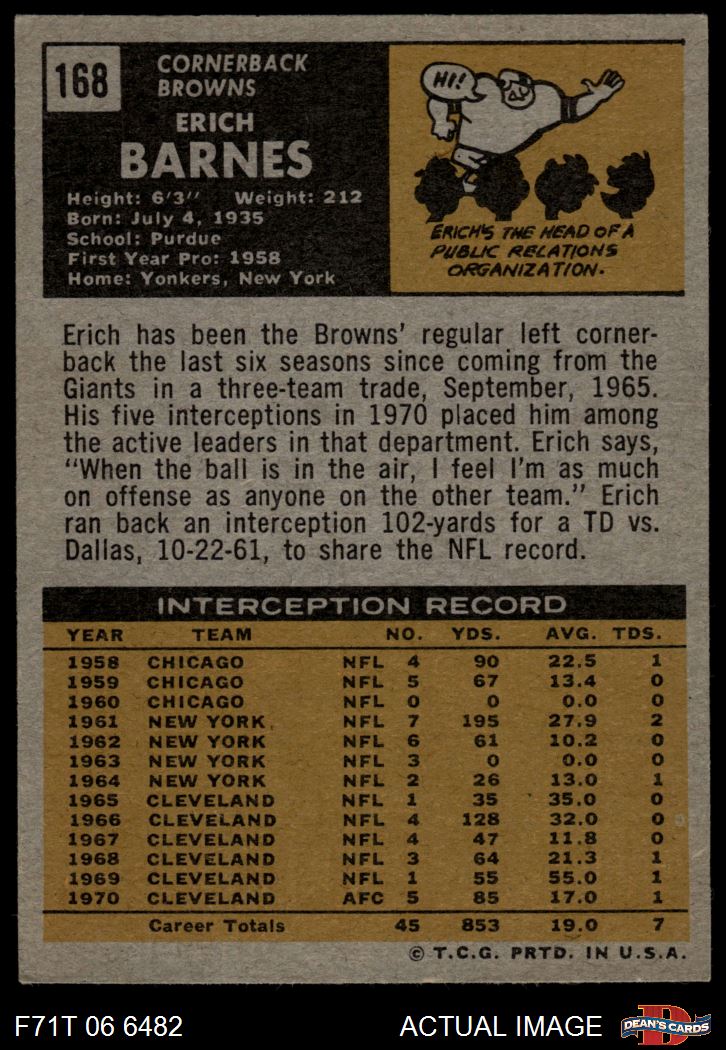 168
CORNERBACK
BROWNS
ERICH
BARNES
Height: 6'3" Weight: 212
Born: July 4, 1935
School: Purdue
First Year Pro: 1958
Home: Yonkers, New York
HI!
ERICH'S THE HEAD OF A
PUBLIC RELATIONS
ORGANIZATION.
Erich has been the Browns' regular left corner-
back the last six seasons since coming from the
Giants in a three-team trade, September, 1965.
His five interceptions in 1970 placed him among
the active leaders in that department. Erich says,
"When the ball is in the air, I feel I'm as much
on offense as anyone on the other team." Erich
ran back an interception 102-yards for a TD vs.
Dallas, 10-22-61, to share the NFL record.
INTERCEPTION RECORD
YEAR TEAM NO. YDS. AVG. TDS.
1958 CHICAGO NFL 4 90 22.5 1
1959 CHICAGO NFL 5 67 13.4 0
1960 CHICAGO NFL 0 0 0.0 0
1961 NEW YORK NFL 7 195 27.9 2
1962 NEW YORK NFL 6 61 10.2 0
1963 NEW YORK NFL 3 0 0.0 0
1964 NEW YORK NFL 2 26 13.0 1
1965 CLEVELAND NFL 1 35 35.0 0
1966 CLEVELAND NFL 4 128 32.0 0
1967 CLEVELAND NFL 4 47 11.8 0
1968 CLEVELAND NFL 3 64 21.3 1
1969 CLEVELAND NFL 1 55 55.0 1
1970 CLEVELAND AFC 5 85 17.0 1
Career Totals 45 853 19.0 7
© T.C.G. PRTD. IN U.S.A.
F71T 06 6482 ACTUAL IMAGE
D
DEAN'S CARDS